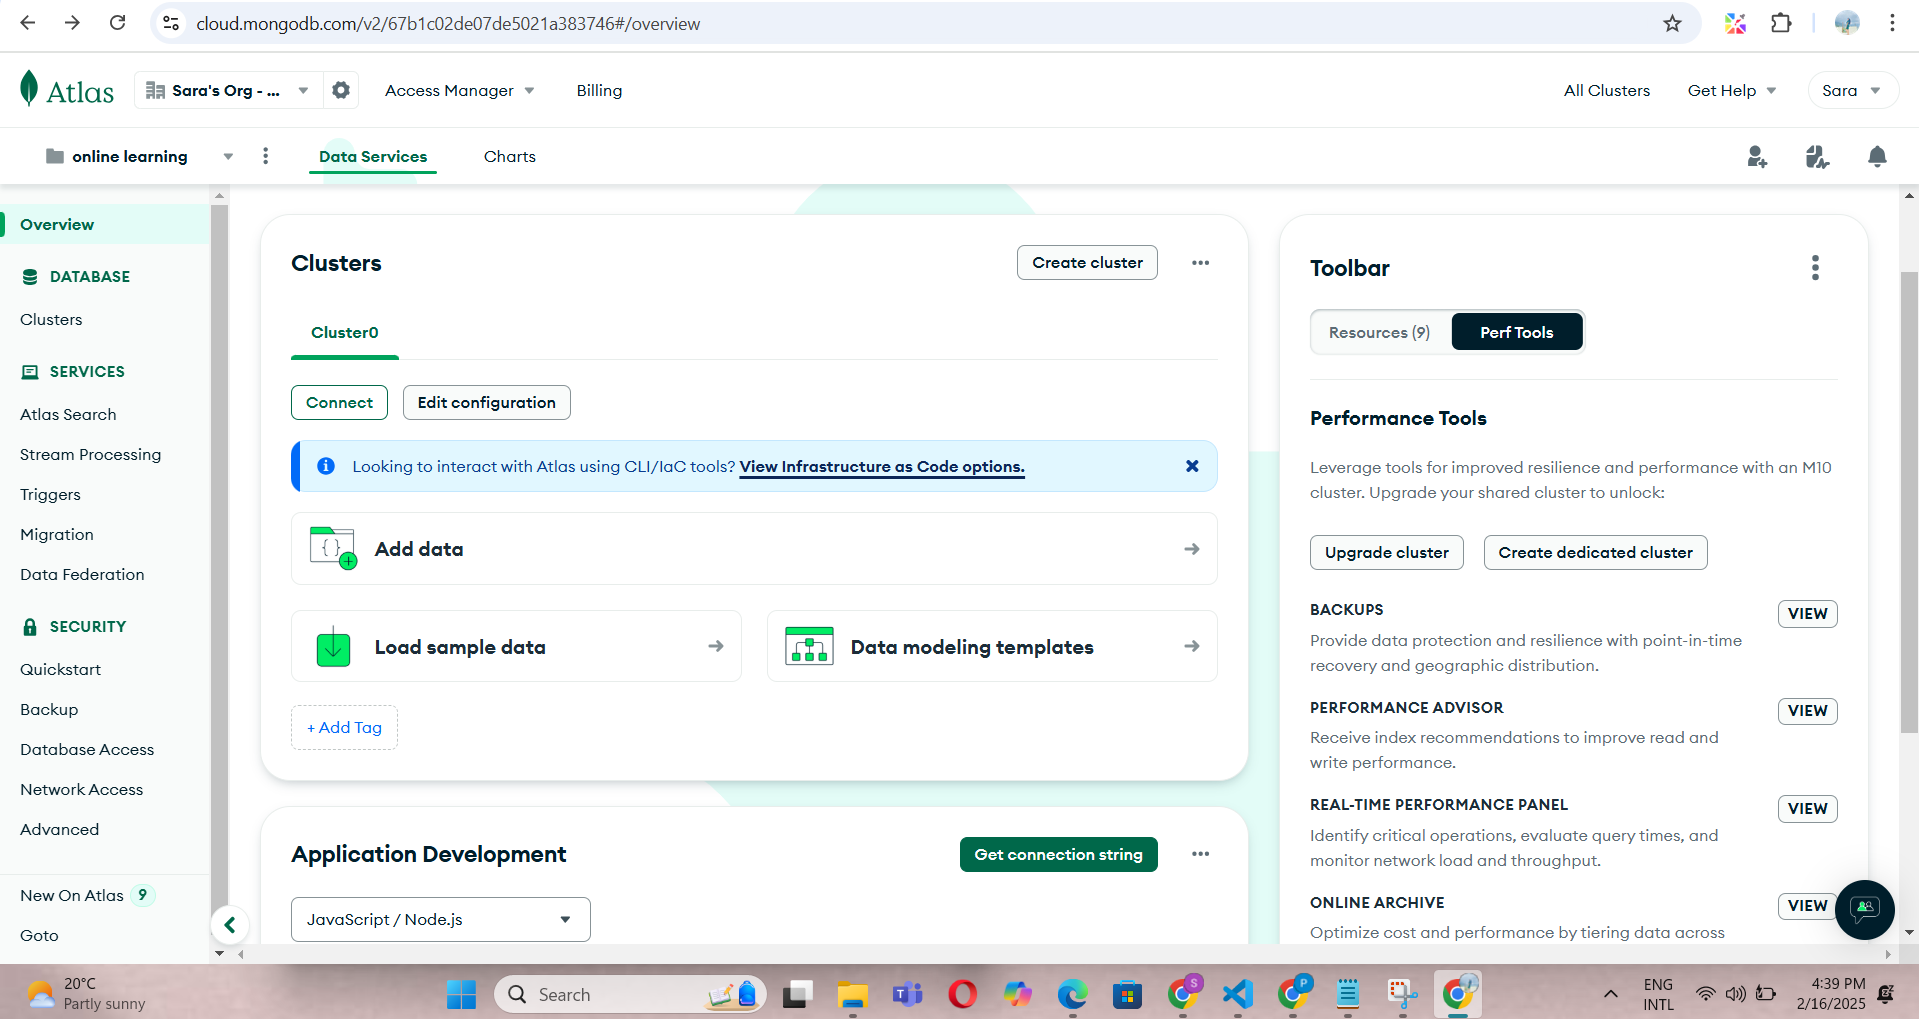 cloud.mongodb.com/v2/67b1c02de07de5021a383746#/overview
Atlas
Sara's Org - ...
Access Manager
Billing
All Clusters
Get Help
Sara
online learning
Data Services
Charts
Overview
DATABASE
Clusters
SERVICES
Atlas Search
Stream Processing
Triggers
Migration
Data Federation
SECURITY
Quickstart
Backup
Database Access
Network Access
Advanced
New On Atlas 9
Goto
Clusters
Create cluster
Cluster0
Connect
Edit configuration
Looking to interact with Atlas using CLI/IaC tools? View Infrastructure as Code options.
Add data
Load sample data
Data modeling templates
+ Add Tag
Application Development
Get connection string
JavaScript / Node.js
Toolbar
Resources (9)
Perf Tools
Performance Tools
Leverage tools for improved resilience and performance with an M10
cluster. Upgrade your shared cluster to unlock:
Upgrade cluster
Create dedicated cluster
BACKUPS
VIEW
Provide data protection and resilience with point-in-time
recovery and geographic distribution.
PERFORMANCE ADVISOR
VIEW
Receive index recommendations to improve read and
write performance.
REAL-TIME PERFORMANCE PANEL
VIEW
Identify critical operations, evaluate query times, and
monitor network load and throughput.
ONLINE ARCHIVE
VIEW
Optimize cost and performance by tiering data across
20°C
Partly sunny
Search
S
P
ENG
INTL
4:39 PM
2/16/2025